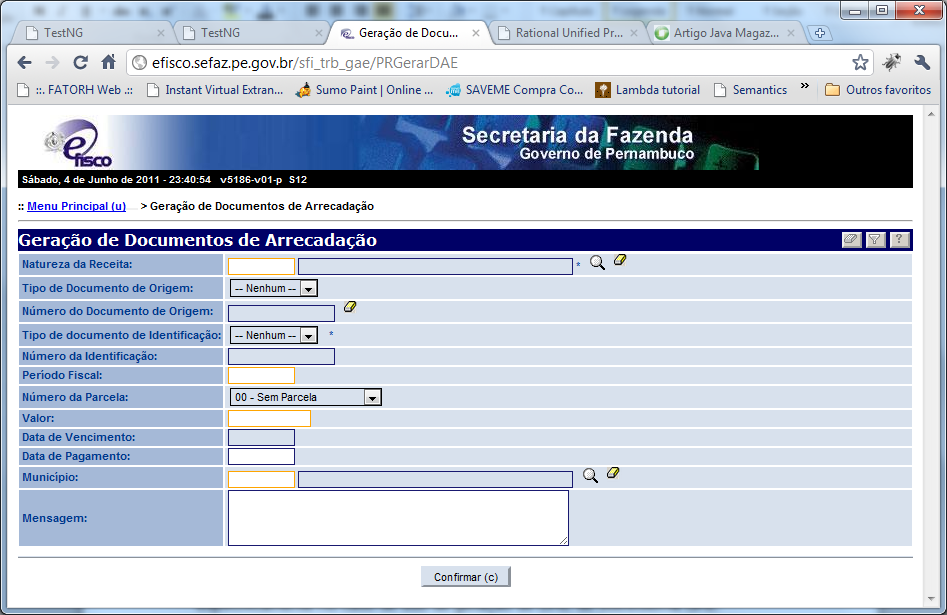 TestNG
TestNG
Geração de Docu...
Rational Unified Pr...
Artigo Java Magaz...
efisco.sefaz.pe.gov.br/sfi_trb_gae/PRGerarDAE
::. FATORH Web .::
Instant Virtual Extran...
Sumo Paint | Online ...
SAVEME Compra Co...
Lambda tutorial
Semantics
»
Outros favoritos
efisco
Secretaria da Fazenda
Governo de Pernambuco
Sábado, 4 de Junho de 2011 - 23:40:54 v5186-v01-p S12
:: Menu Principal (u) > Geração de Documentos de Arrecadação
Geração de Documentos de Arrecadação
?
Natureza da Receita: *
Tipo de Documento de Origem: -- Nenhum --
Número do Documento de Origem:
Tipo de documento de Identificação: -- Nenhum -- *
Número da Identificação:
Período Fiscal:
Número da Parcela: 00 - Sem Parcela
Valor:
Data de Vencimento:
Data de Pagamento:
Município:
Mensagem:
Confirmar (c)